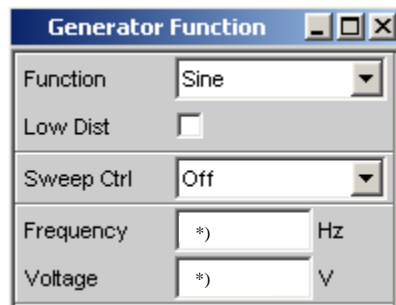 Generator Function
Function Sine
Low Dist
Sweep Ctrl Off
Frequency *) Hz
Voltage *) V